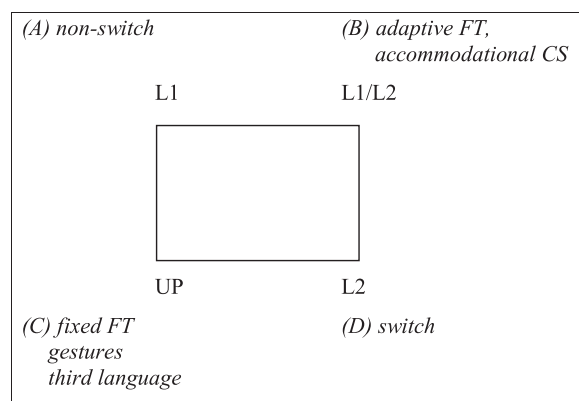 (A) non-switch
(B) adaptive FT,
accommodational CS
L1
L1/L2
UP
L2
(C) fixed FT
gestures
third language
(D) switch